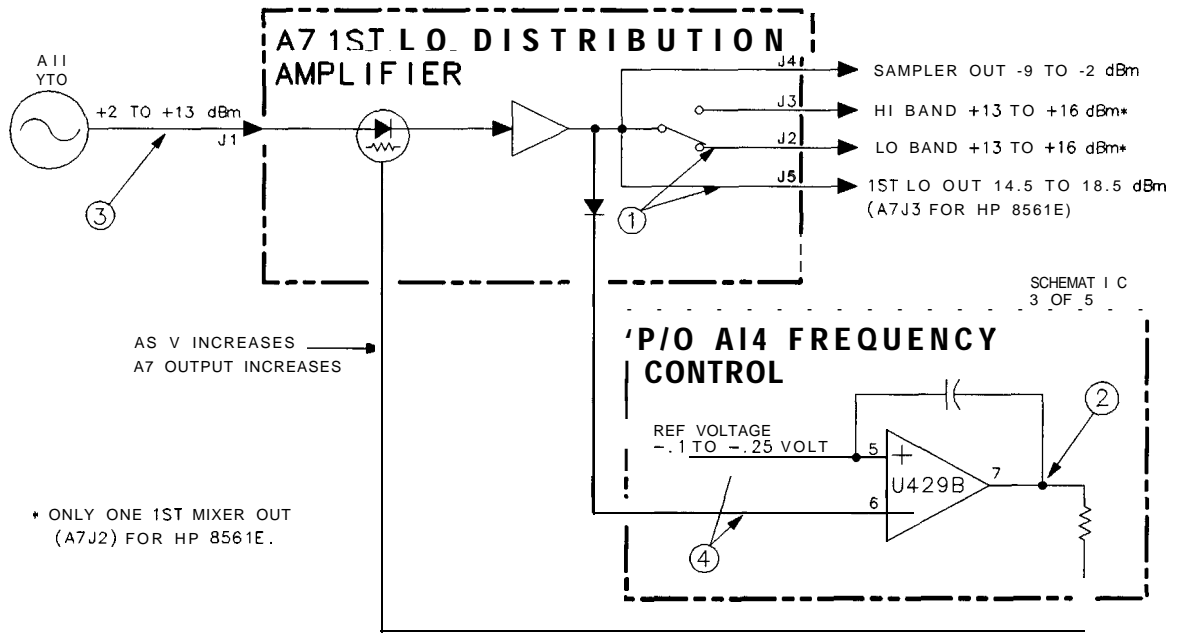 A7 1ST LO DISTRIBUTION
AMPLIFIER
AII
YTO
+2 TO +13 dBm
J1
3
J4
SAMPLER OUT -9 TO -2 dBm
J3
HI BAND +13 TO +16 dBm*
J2
LO BAND +13 TO +16 dBm*
J5
1ST LO OUT 14.5 TO 18.5 dBm
(A7J3 FOR HP 8561E)
1
SCHEMAT I C
3 OF 5
AS V INCREASES
A7 OUTPUT INCREASES
'P/O AI4 FREQUENCY
CONTROL
2
REF VOLTAGE
-.1 TO -.25 VOLT
5
+
U429B
7
6
4
* ONLY ONE 1ST MIXER OUT
(A7J2) FOR HP 8561E.